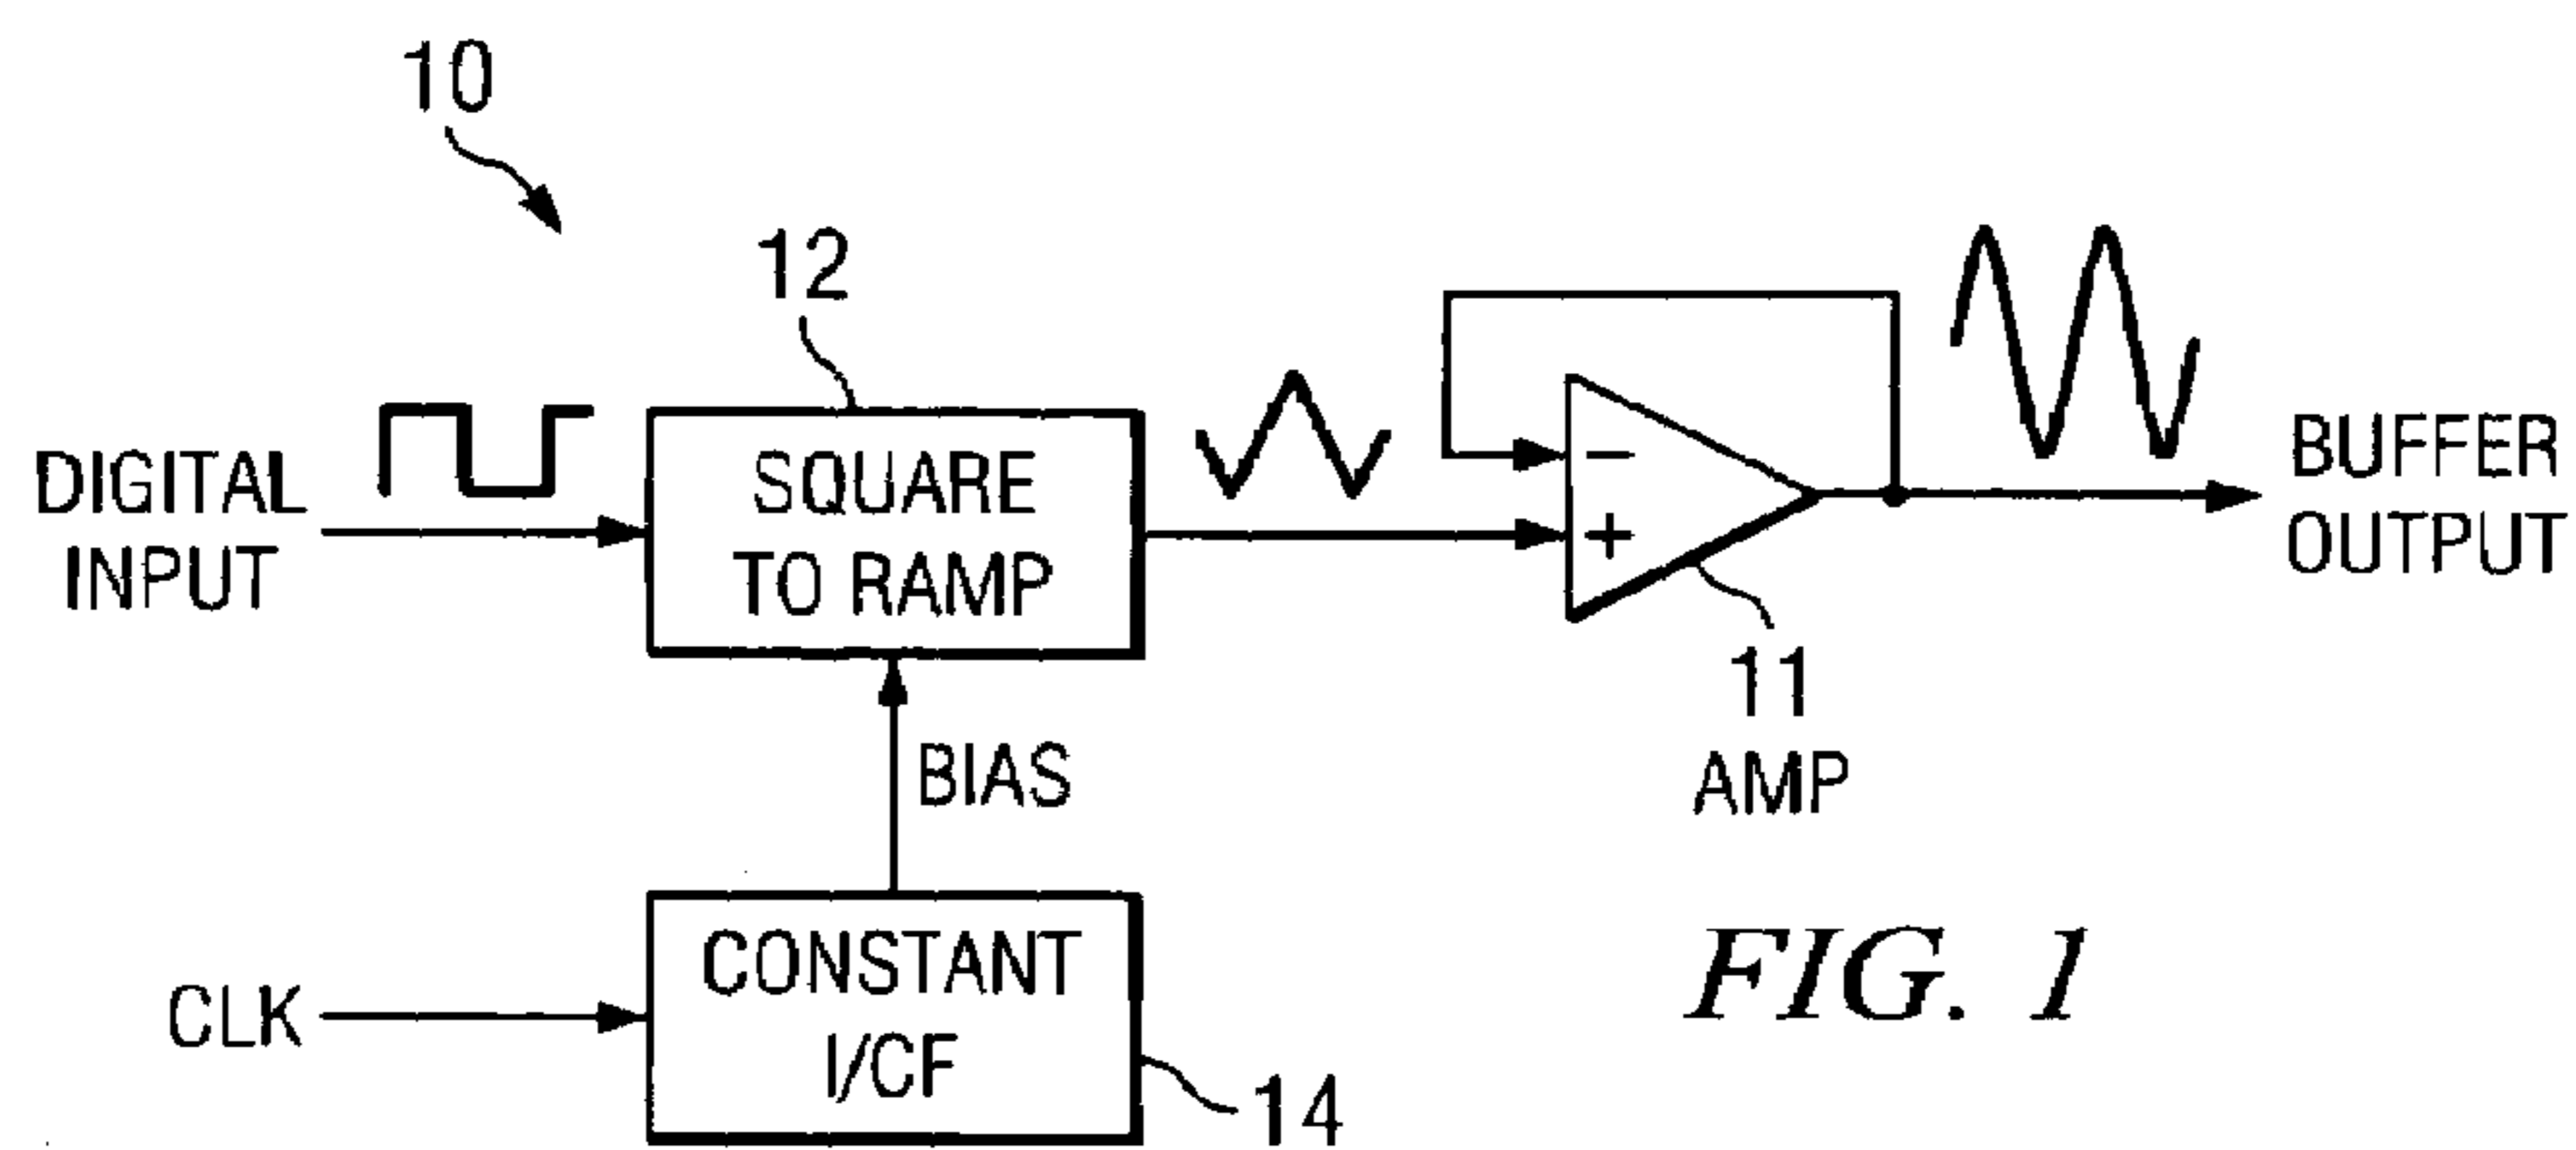 10
12
DIGITAL
INPUT
SQUARE
TO RAMP
−
+
BUFFER
OUTPUT
11
AMP
BIAS
CLK
CONSTANT
I/CF
14
FIG. 1